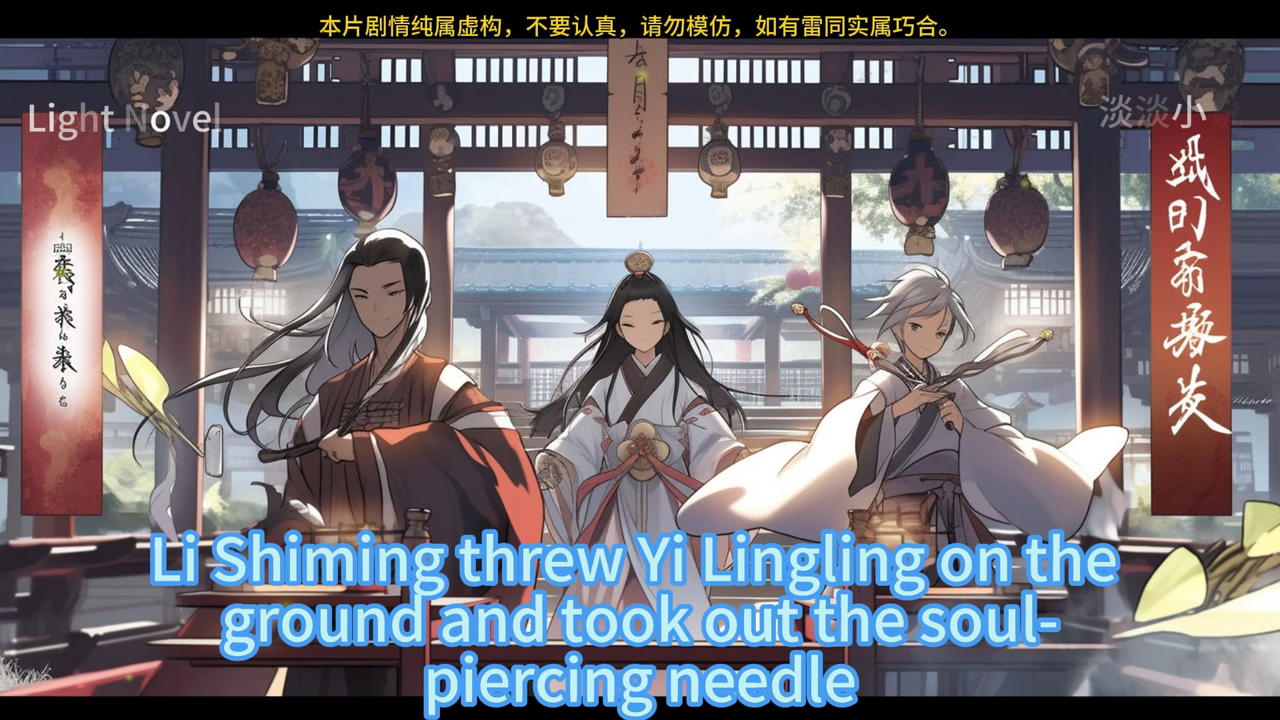 本片剧情纯属虚构，不要认真，请勿模仿，如有雷同实属巧合。
Light Novel
淡淡小
Li Shiming threw Yi Lingling on the
ground and took out the soul-
piercing needle